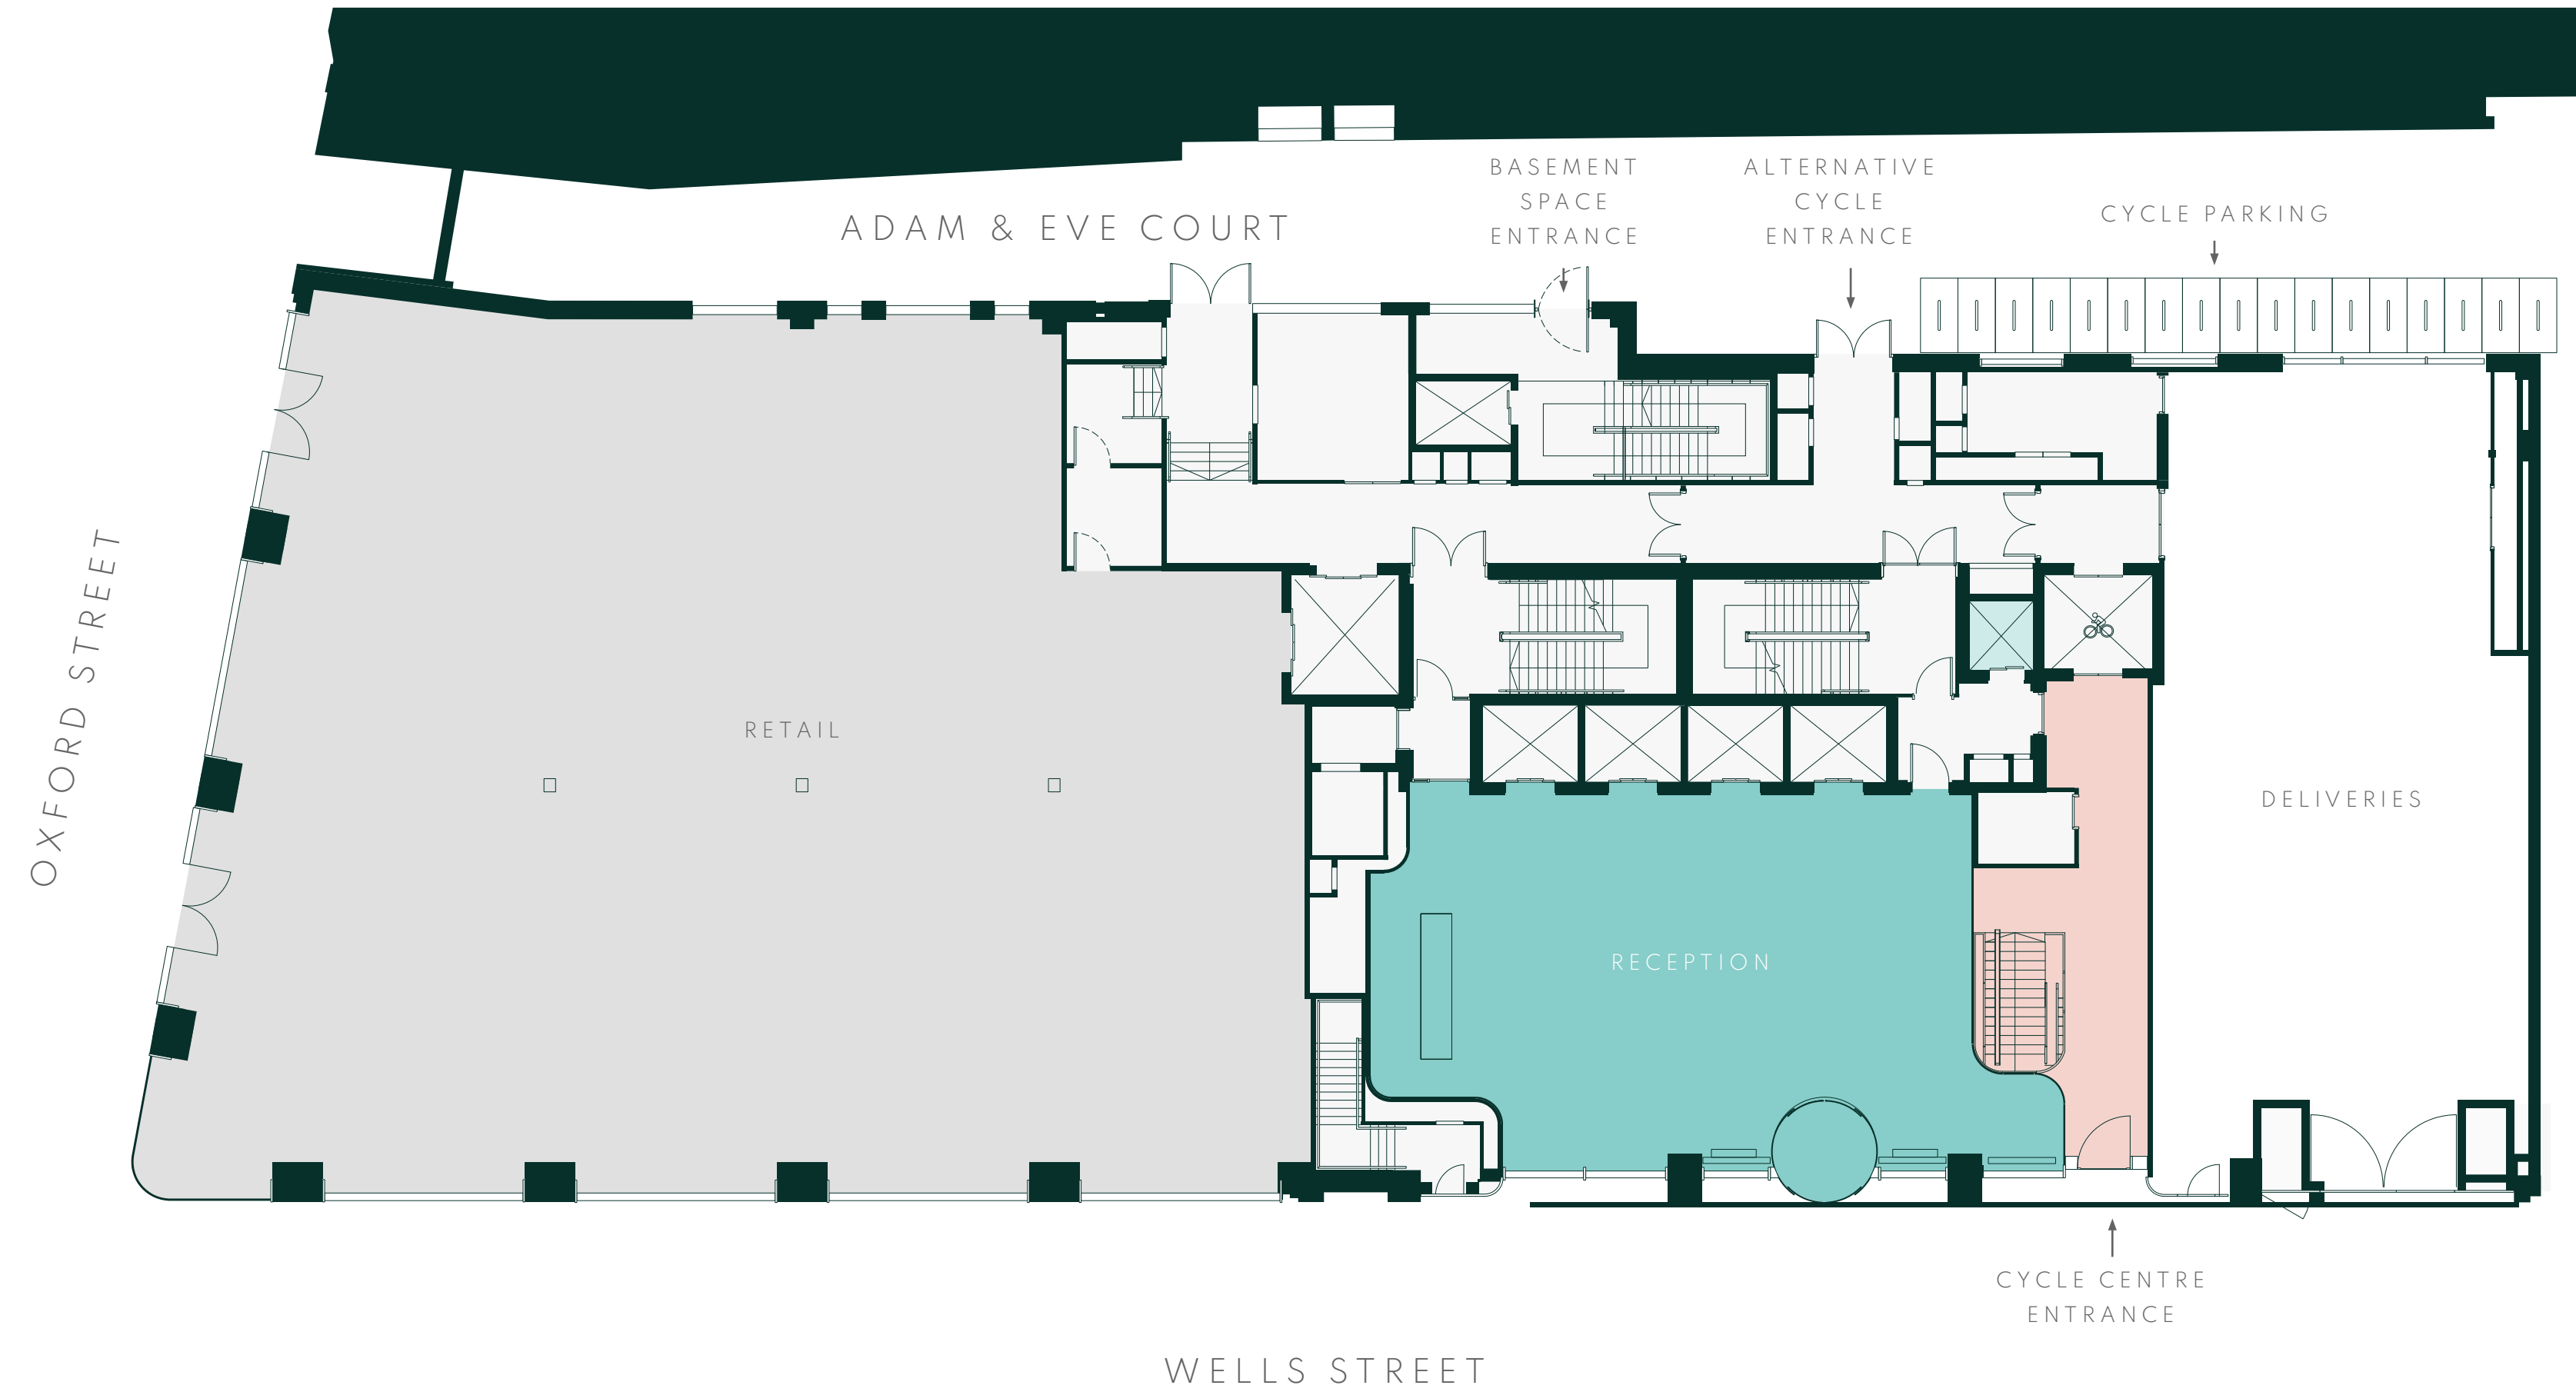 BASEMENT
SPACE
ENTRANCE
ALTERNATIVE
CYCLE
ENTRANCE
CYCLE PARKING
ADAM & EVE COURT
OXFORD STREET
RETAIL
DELIVERIES
RECEPTION
CYCLE CENTRE
ENTRANCE
WELLS STREET